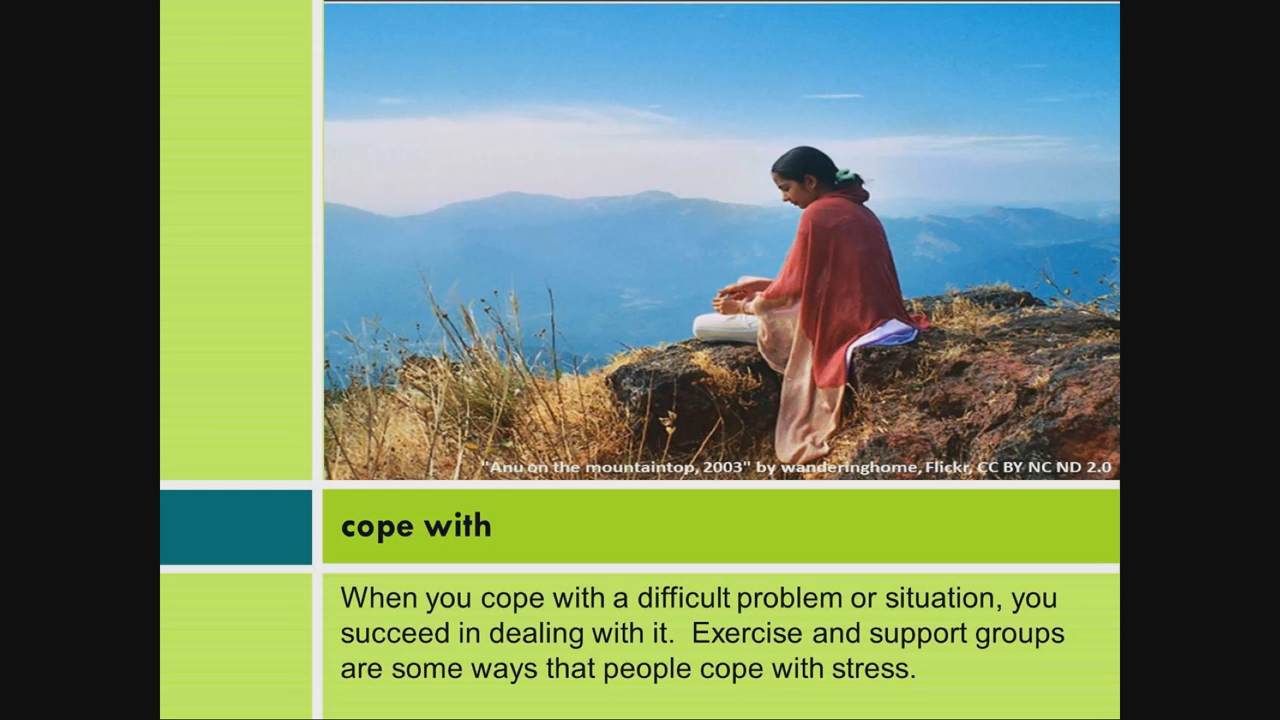 "Anu on the mountaintop, 2003" by wanderinghome, Flickr, CC BY NC ND 2.0
cope with
When you cope with a difficult problem or situation, you
succeed in dealing with it.  Exercise and support groups
are some ways that people cope with stress.